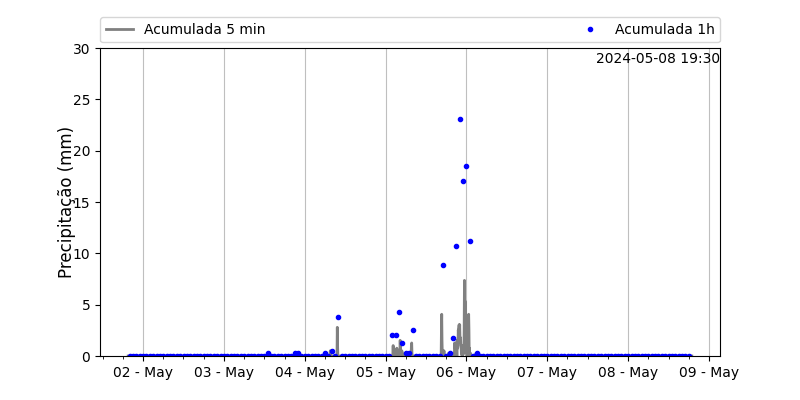 Acumulada 5 min
Acumulada 1h
2024-05-08 19:30
Precipitação (mm)
30
25
20
15
10
5
0
02 - May 03 - May 04 - May 05 - May 06 - May 07 - May 08 - May 09 - May